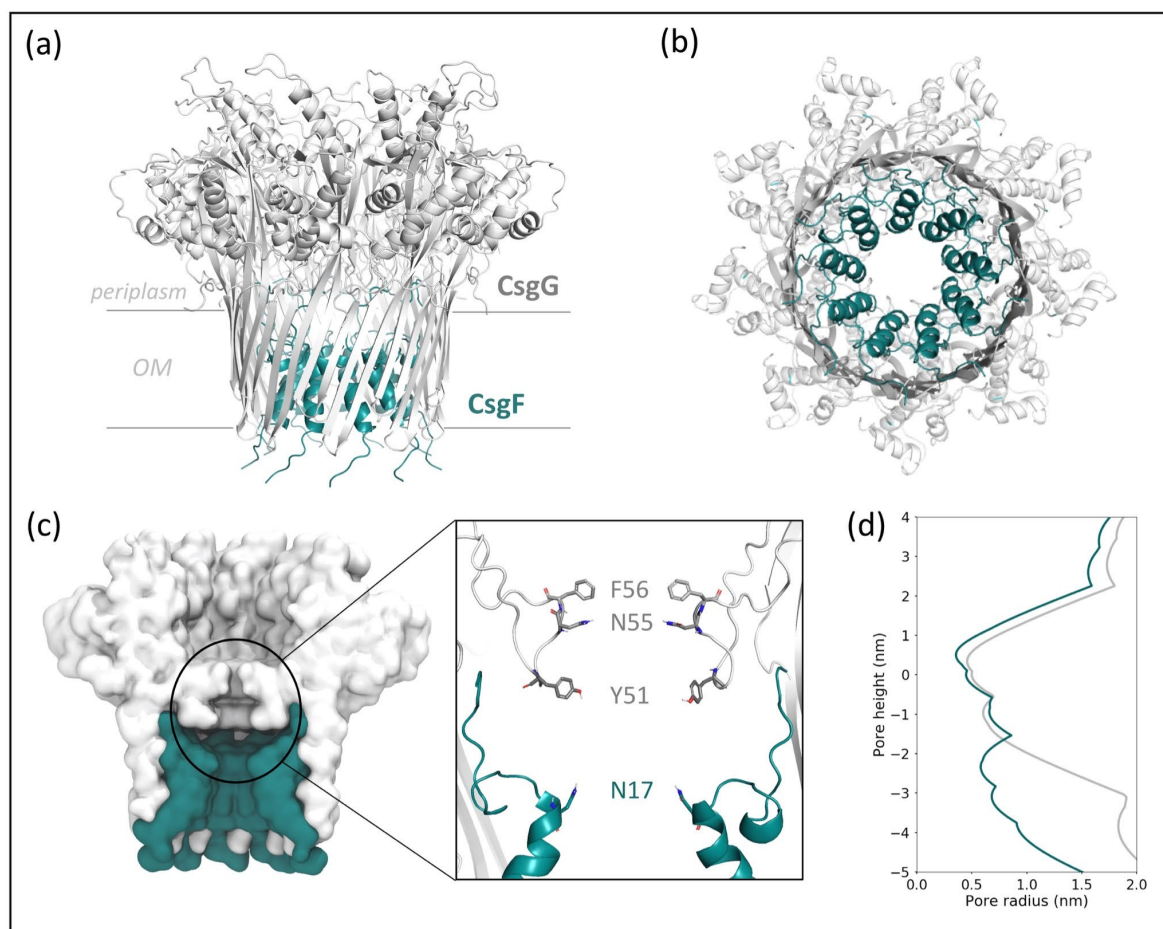 (a)
(b)
periplasm
CsgG
OM
CsgF
(c)
(d)
F56
N55
Y51
N17
Pore height (nm)
4
3
2
1
0
−1
−2
−3
−4
−5
0.0 0.5 1.0 1.5 2.0
Pore radius (nm)